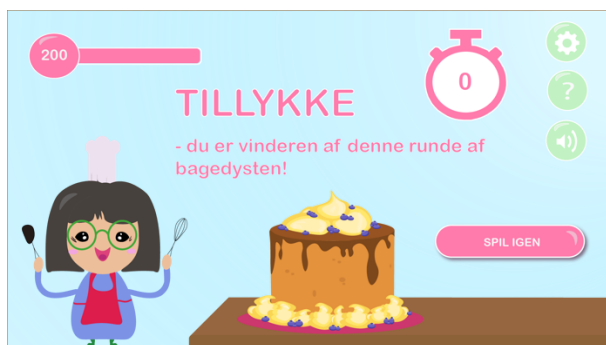 200
0
TILLYKKE
?
- du er vinderen af denne runde af
bagedysten!
SPIL IGEN